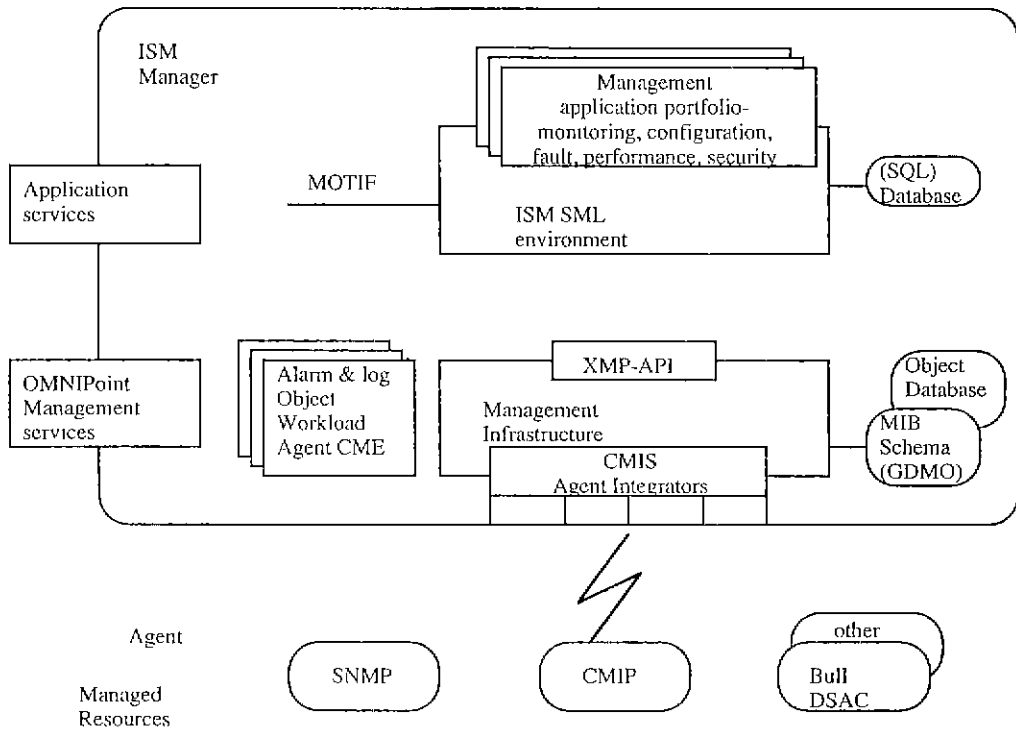 ISM
Manager
Management
application portfolio-
monitoring, configuration,
fault, performance, security
Application
services
MOTIF
ISM SML
environment
(SQL)
Database
OMNIPoint
Management
services
Alarm & log
Object
Workload
Agent CME
XMP-API
Management
Infrastructure
CMIS
Agent Integrators
Object
Database
MIB
Schema
(GDMO)
Agent
Managed
Resources
SNMP
CMIP
other
Bull
DSAC